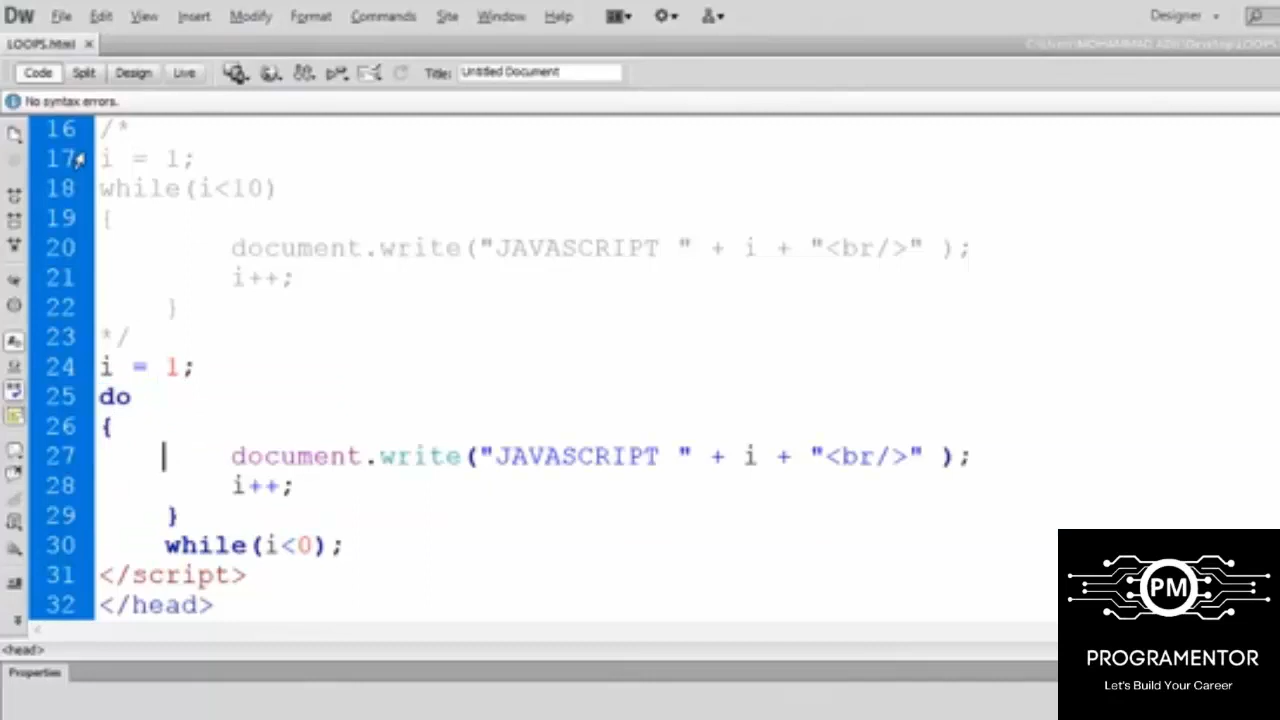 Dw File Edit View Insert Modify Format Commands Site Window Help Designer
LOOPS.html ×
Code Split Design Live Title: Untitled Document
No syntax errors.
16 /*
17 i = 1;
18 while(i<10)
19 {
20 document.write("JAVASCRIPT " + i + "<br/>" );
21 i++;
22 }
23 */
24 i = 1;
25 do
26 {
27 document.write("JAVASCRIPT " + i + "<br/>" );
28 i++;
29 }
30 while(i<0);
31 </script>
32 </head>
<head>
Properties
PM
PROGRAMENTOR
Let's Build Your Career